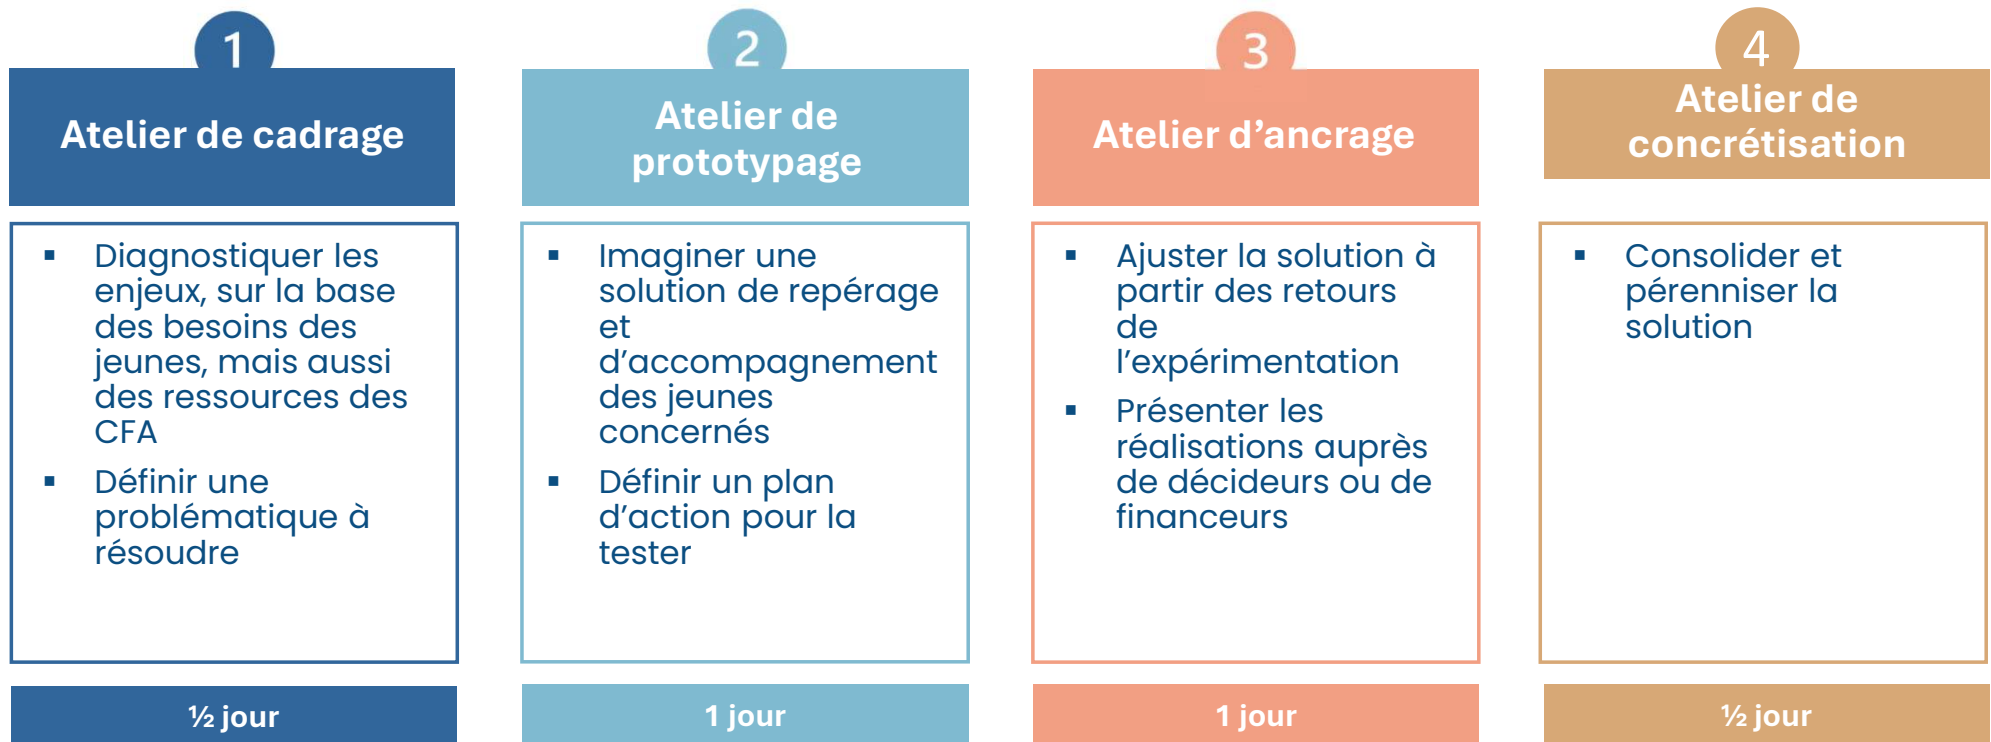 1
Atelier de cadrage
▪ Diagnostiquer les
enjeux, sur la base
des besoins des
jeunes, mais aussi
des ressources des
CFA
▪ Définir une
problématique à
résoudre
½ jour
2
Atelier de
prototypage
▪ Imaginer une
solution de repérage
et
d’accompagnement
des jeunes
concernés
▪ Définir un plan
d’action pour la
tester
1 jour
3
Atelier d’ancrage
▪ Ajuster la solution à
partir des retours
de
l’expérimentation
▪ Présenter les
réalisations auprès
de décideurs ou de
financeurs
1 jour
4
Atelier de
concrétisation
▪ Consolider et
pérenniser la
solution
½ jour